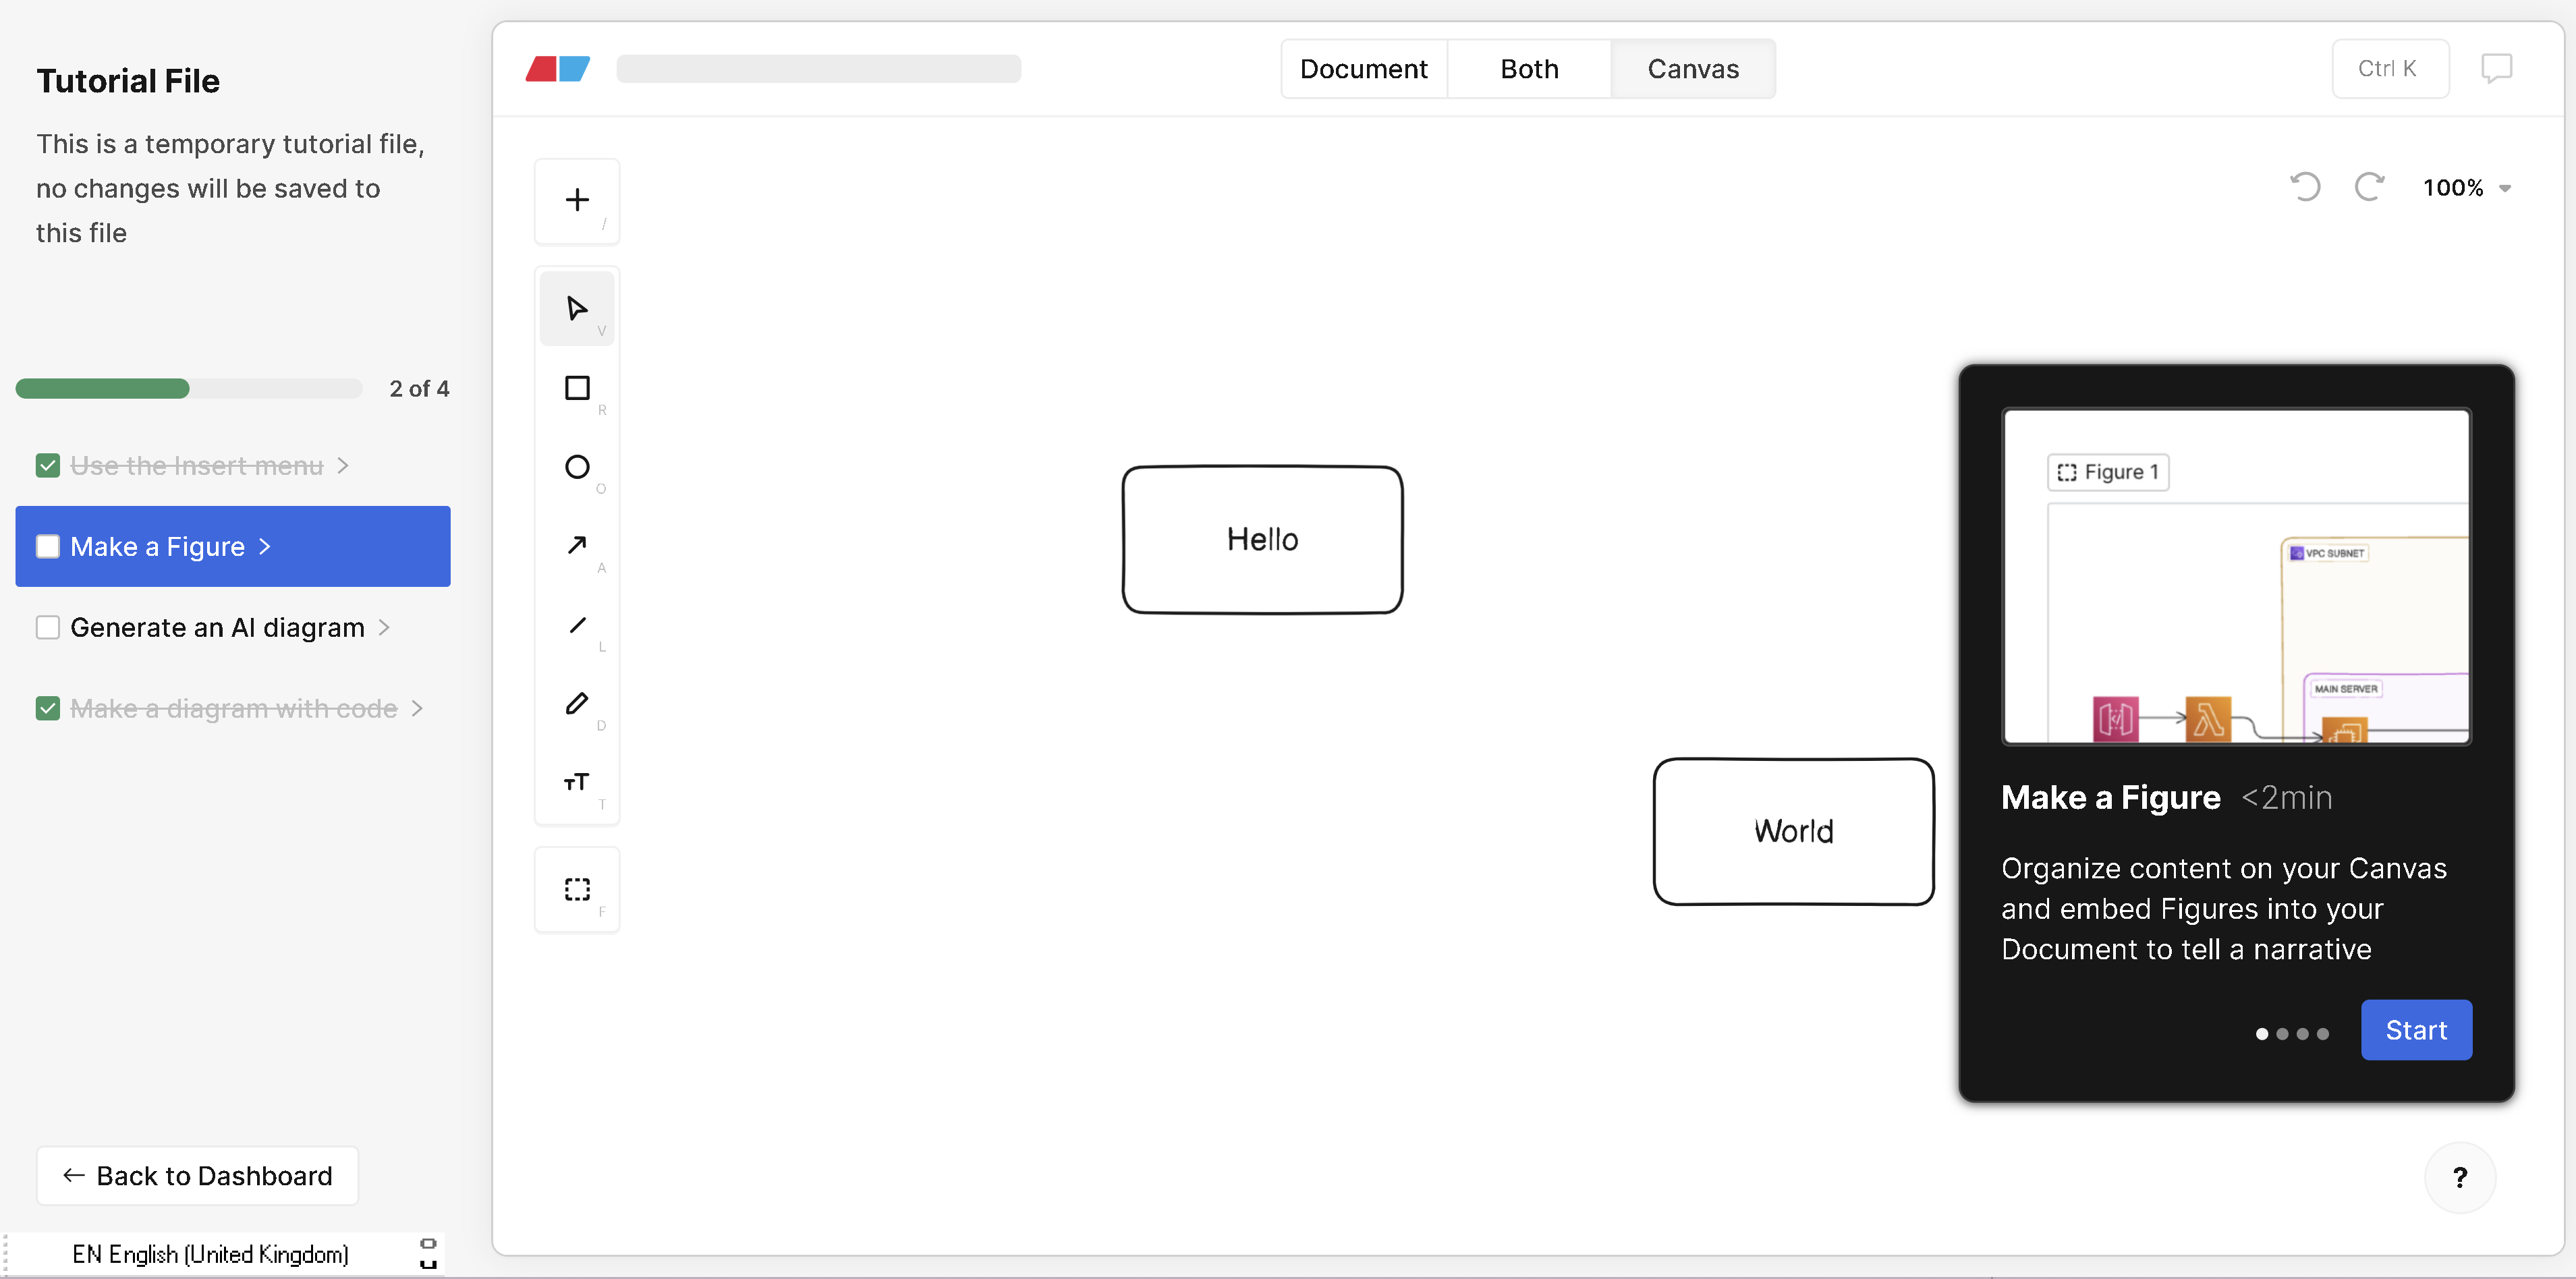 Tutorial File
This is a temporary tutorial file,
no changes will be saved to
this file
2 of 4
Use the Insert menu
Make a Figure
Generate an AI diagram
Make a diagram with code
← Back to Dashboard
EN English (United Kingdom)
Document Both Canvas
Ctrl K
100%
/
V
R
O
A
L
D
T
F
Hello
World
Figure 1
VPC SUBNET
MAIN SERVER
Make a Figure <2min
Organize content on your Canvas
and embed Figures into your
Document to tell a narrative
Start
?